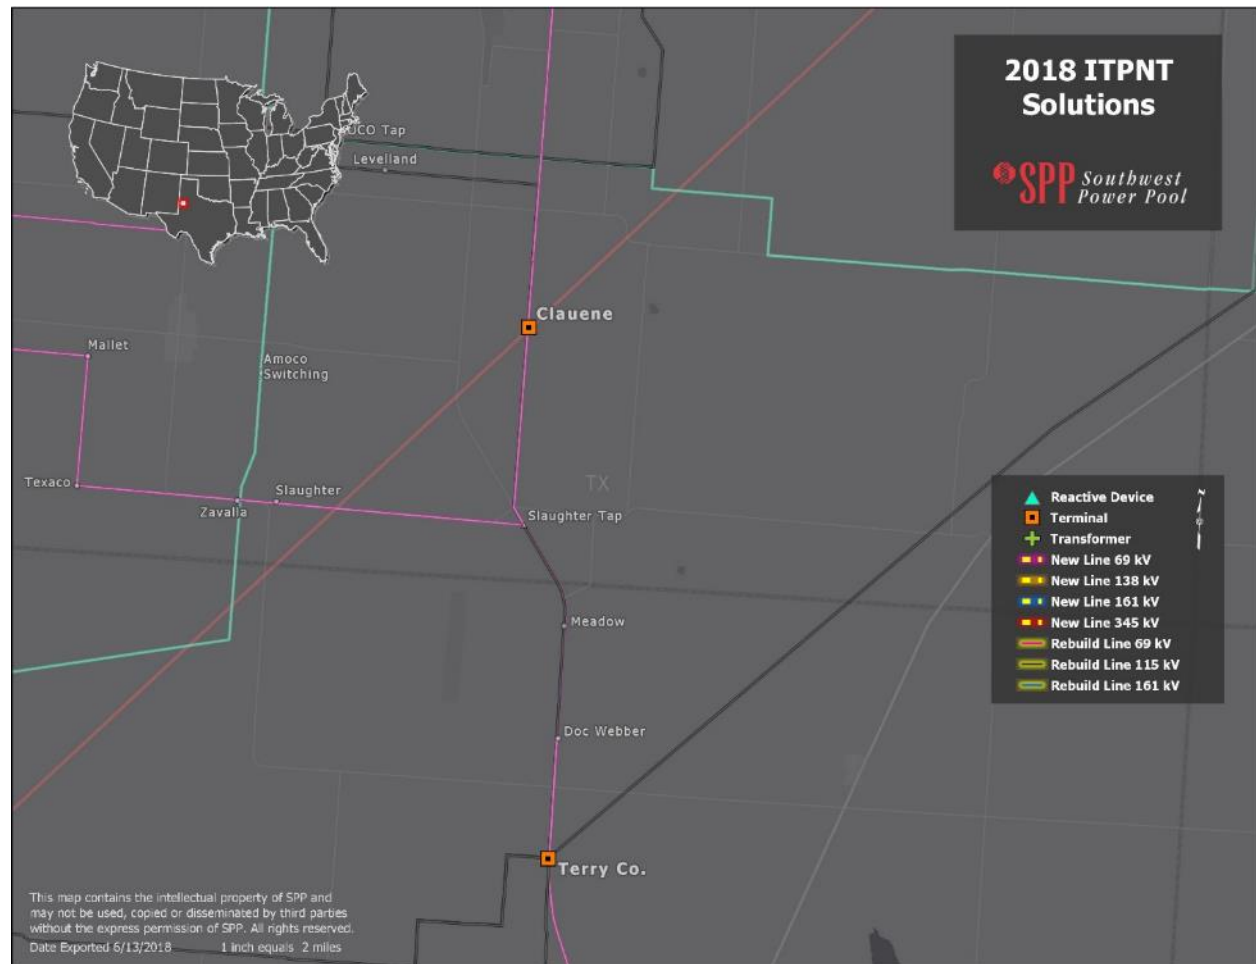 2018 ITPNT
Solutions
SPP Southwest
Power Pool
UCO Tap
Levelland
Clauene
Mallet
Amoco
Switching
Texaco
Slaughter
Zavalla
TX
Slaughter Tap
Reactive Device
N
Terminal
Transformer
New Line 69 kV
New Line 138 kV
New Line 161 kV
New Line 345 kV
Rebuild Line 69 kV
Rebuild Line 115 kV
Rebuild Line 161 kV
Meadow
Doc Webber
Terry Co.
This map contains the intellectual property of SPP and
may not be used, copied or disseminated by third parties
without the express permission of SPP. All rights reserved.
Date Exported 6/13/2018 1 inch equals 2 miles